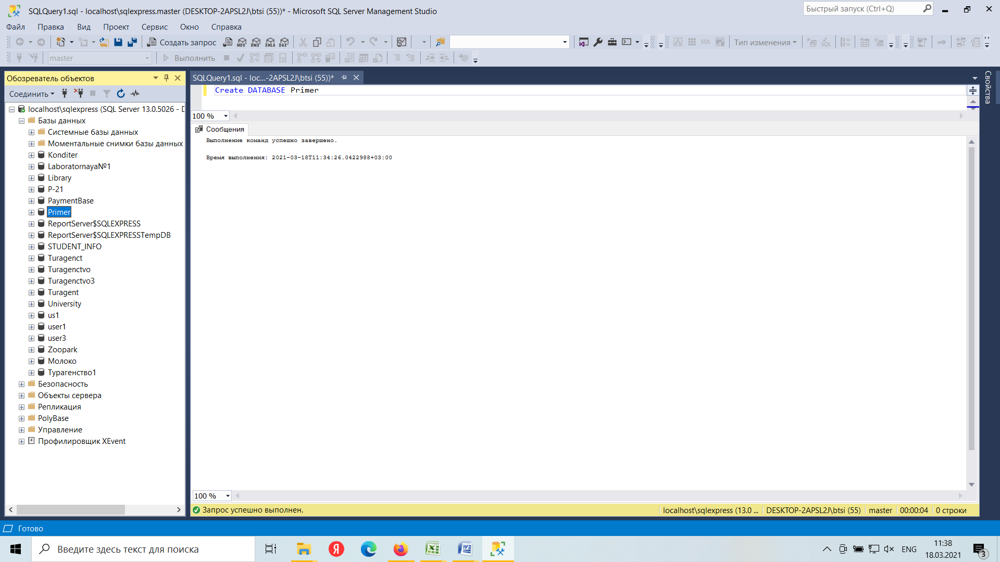 SQLQuery1.sql - localhost\sqlexpress.master (DESKTOP-2APSL2J\btsi (55))* - Microsoft SQL Server Management Studio
Быстрый запуск (Ctrl+Q)
Файл Правка Вид Проект Сервис Окно Справка
Создать запрос MDX DMX XMLA DAX SQL Тип изменения
master Выполнить
Обозреватель объектов
SQLQuery1.sql - loc...-2APSL2J\btsi (55))*
Свойства
Соединить
Create DATABASE Primer
100 %
Сообщения
Выполнение команд успешно завершено.
Время выполнения: 2021-03-18T11:34:26.0422988+03:00
localhost\sqlexpress (SQL Server 13.0.5026 - D
Базы данных
Системные базы данных
Моментальные снимки базы данных
Konditer
Laboratornaya№1
Library
P-21
PaymentBase
Primer
ReportServer$SQLEXPRESS
ReportServer$SQLEXPRESSTempDB
STUDENT_INFO
Turagenct
Turagenctvo
Turagenctvo3
Turagent
University
us1
user1
user3
Zoopark
Молоко
Турагенство1
Безопасность
Объекты сервера
Репликация
PolyBase
Управление
Профилировщик XEvent
100 %
Запрос успешно выполнен.
localhost\sqlexpress (13.0 ... DESKTOP-2APSL2J\btsi (55) master 00:00:04 0 строки
Готово
Введите здесь текст для поиска
ENG
11:38
18.03.2021
3